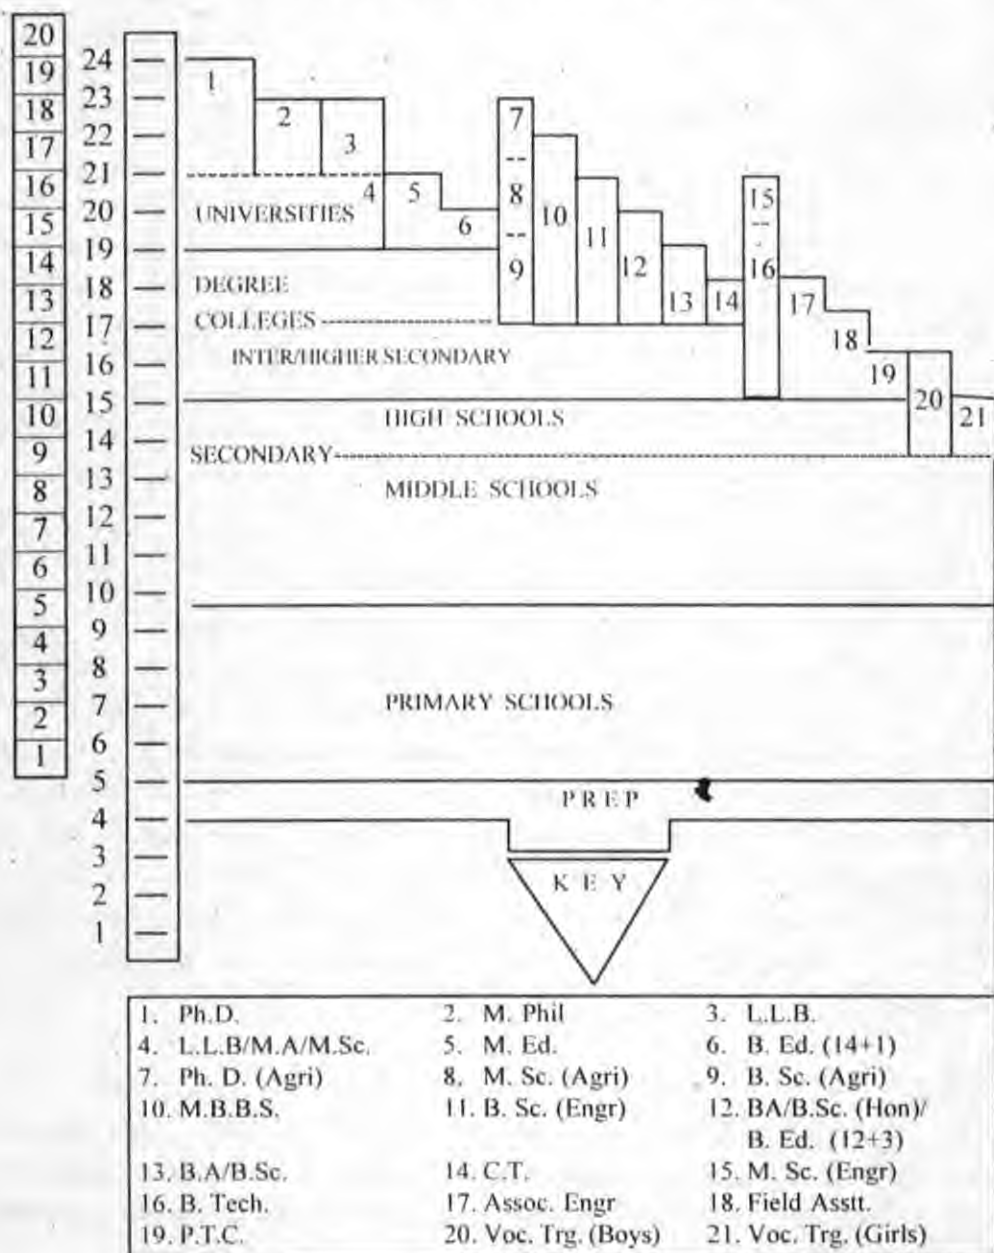 20
19 24 1
18 23 2 3 7
17 22
16 21 4 5 8 15
15 20 UNIVERSITIES 6 10 11
14 19 9 12 16
13 18 DEGREE 13 14 17
12 17 COLLEGES 18
11 16 INTER/HIGHER SECONDARY 19
10 15 HIGH SCHOOLS 20 21
9 14 SECONDARY
8 13 MIDDLE SCHOOLS
7 12
6 11
5 10
4 9
3 8
2 7 PRIMARY SCHOOLS
1 6
5 PREP
4
3 KEY
2
1
1. Ph.D. 2. M. Phil 3. L.L.B.
4. L.L.B/M.A/M.Sc. 5. M. Ed. 6. B. Ed. (14+1)
7. Ph. D. (Agri) 8. M. Sc. (Agri) 9. B. Sc. (Agri)
10. M.B.B.S. 11. B. Sc. (Engr) 12. BA/B.Sc. (Hon)/
B. Ed. (12+3)
13. B.A/B.Sc. 14. C.T. 15. M. Sc. (Engr)
16. B. Tech. 17. Assoc. Engr 18. Field Asstt.
19. P.T.C. 20. Voc. Trg. (Boys) 21. Voc. Trg. (Girls)